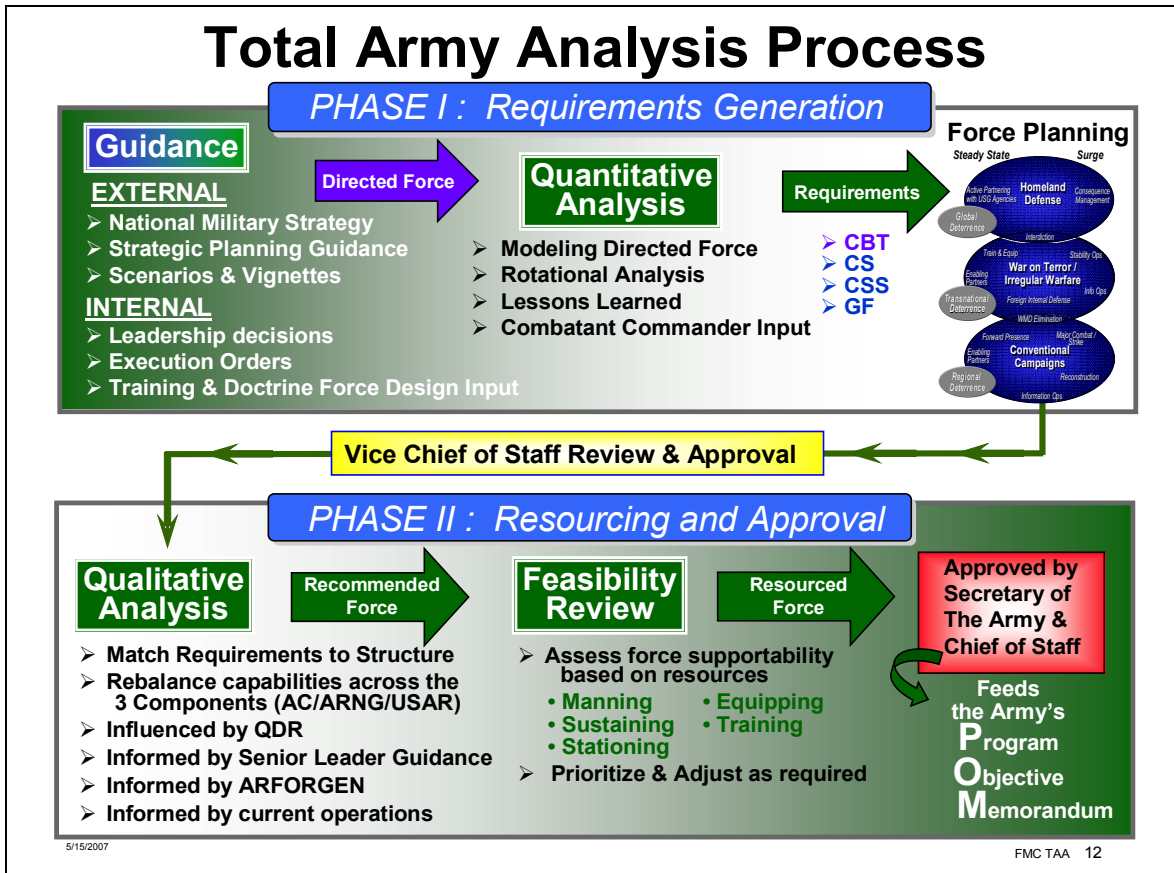 Total Army Analysis Process
PHASE I : Requirements Generation
Guidance
EXTERNAL
➢ National Military Strategy
➢ Strategic Planning Guidance
➢ Scenarios & Vignettes
INTERNAL
➢ Leadership decisions
➢ Execution Orders
➢ Training & Doctrine Force Design Input
Directed Force
Quantitative
Analysis
➢ Modeling Directed Force
➢ Rotational Analysis
➢ Lessons Learned
➢ Combatant Commander Input
Requirements
➢ CBT
➢ CS
➢ CSS
➢ GF
Force Planning
Steady State
Surge
Active Partnering
with USG Agencies
Homeland
Defense
Consequence
Management
Global
Deterrence
Interdiction
Train & Equip
Stability Ops
Enabling
Partners
War on Terror /
Irregular Warfare
Info Ops
Transnational
Deterrence
Foreign Internal Defense
WMD Elimination
Forward Presence
Major Combat /
Strike
Enabling
Partners
Conventional
Campaigns
Regional
Deterrence
Reconstruction
Information Ops
Vice Chief of Staff Review & Approval
PHASE II : Resourcing and Approval
Qualitative
Analysis
➢ Match Requirements to Structure
➢ Rebalance capabilities across the
3 Components (AC/ARNG/USAR)
➢ Influenced by QDR
➢ Informed by Senior Leader Guidance
➢ Informed by ARFORGEN
➢ Informed by current operations
Recommended
Force
Feasibility
Review
➢ Assess force supportability
based on resources
• Manning
• Equipping
• Sustaining
• Training
• Stationing
➢ Prioritize & Adjust as required
Resourced
Force
Approved by
Secretary of
The Army &
Chief of Staff
Feeds
the Army's
Program
Objective
Memorandum
5/15/2007
FMC TAA 12